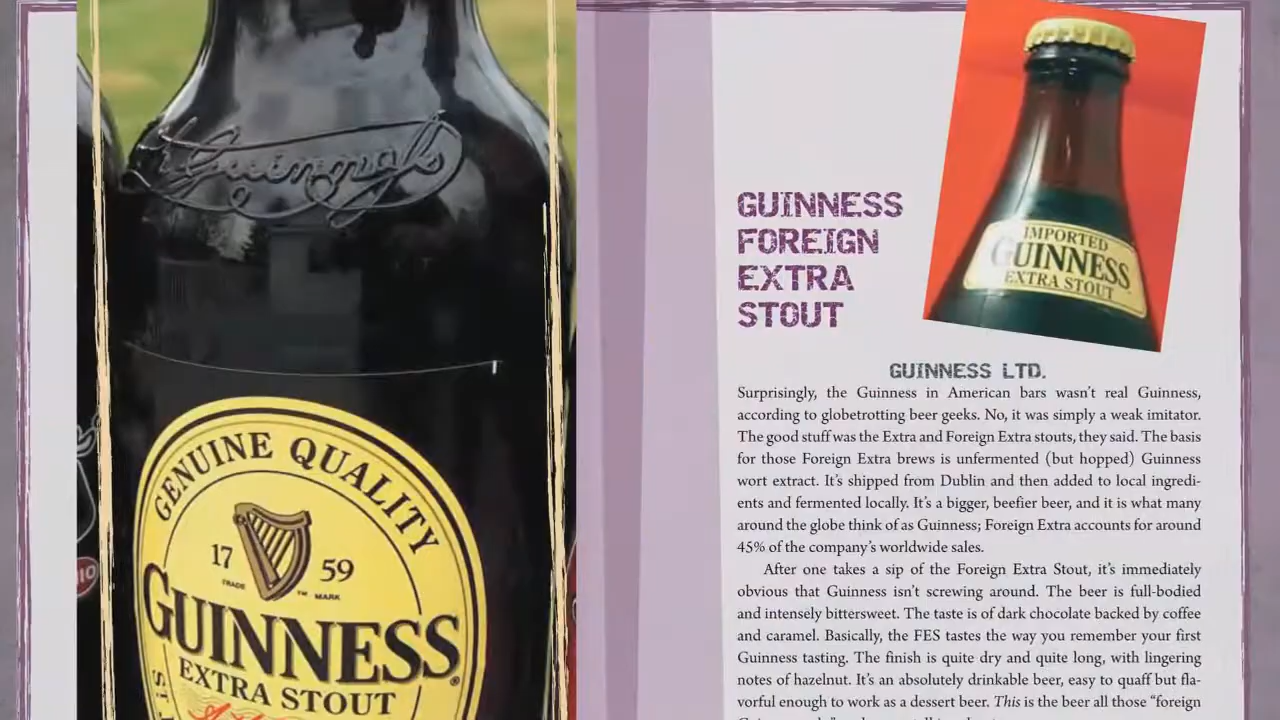 Guinness
GENUINE QUALITY
17 59
TRADE MARK
GUINNESS
EXTRA STOUT
GUINNESS
FOREIGN
EXTRA
STOUT
IMPORTED
GUINNESS
EXTRA STOUT
GUINNESS LTD.
Surprisingly, the Guinness in American bars wasn't real Guinness,
according to globetrotting beer geeks. No, it was simply a weak imitator.
The good stuff was the Extra and Foreign Extra stouts, they said. The basis
for those Foreign Extra brews is unfermented (but hopped) Guinness
wort extract. It's shipped from Dublin and then added to local ingredi-
ents and fermented locally. It's a bigger, beefier beer, and it is what many
around the globe think of as Guinness; Foreign Extra accounts for around
45% of the company's worldwide sales.
After one takes a sip of the Foreign Extra Stout, it's immediately
obvious that Guinness isn't screwing around. The beer is full-bodied
and intensely bittersweet. The taste is of dark chocolate backed by coffee
and caramel. Basically, the FES tastes the way you remember your first
Guinness tasting. The finish is quite dry and quite long, with lingering
notes of hazelnut. It's an absolutely drinkable beer, easy to quaff but fla-
vorful enough to work as a dessert beer. This is the beer all those “foreign